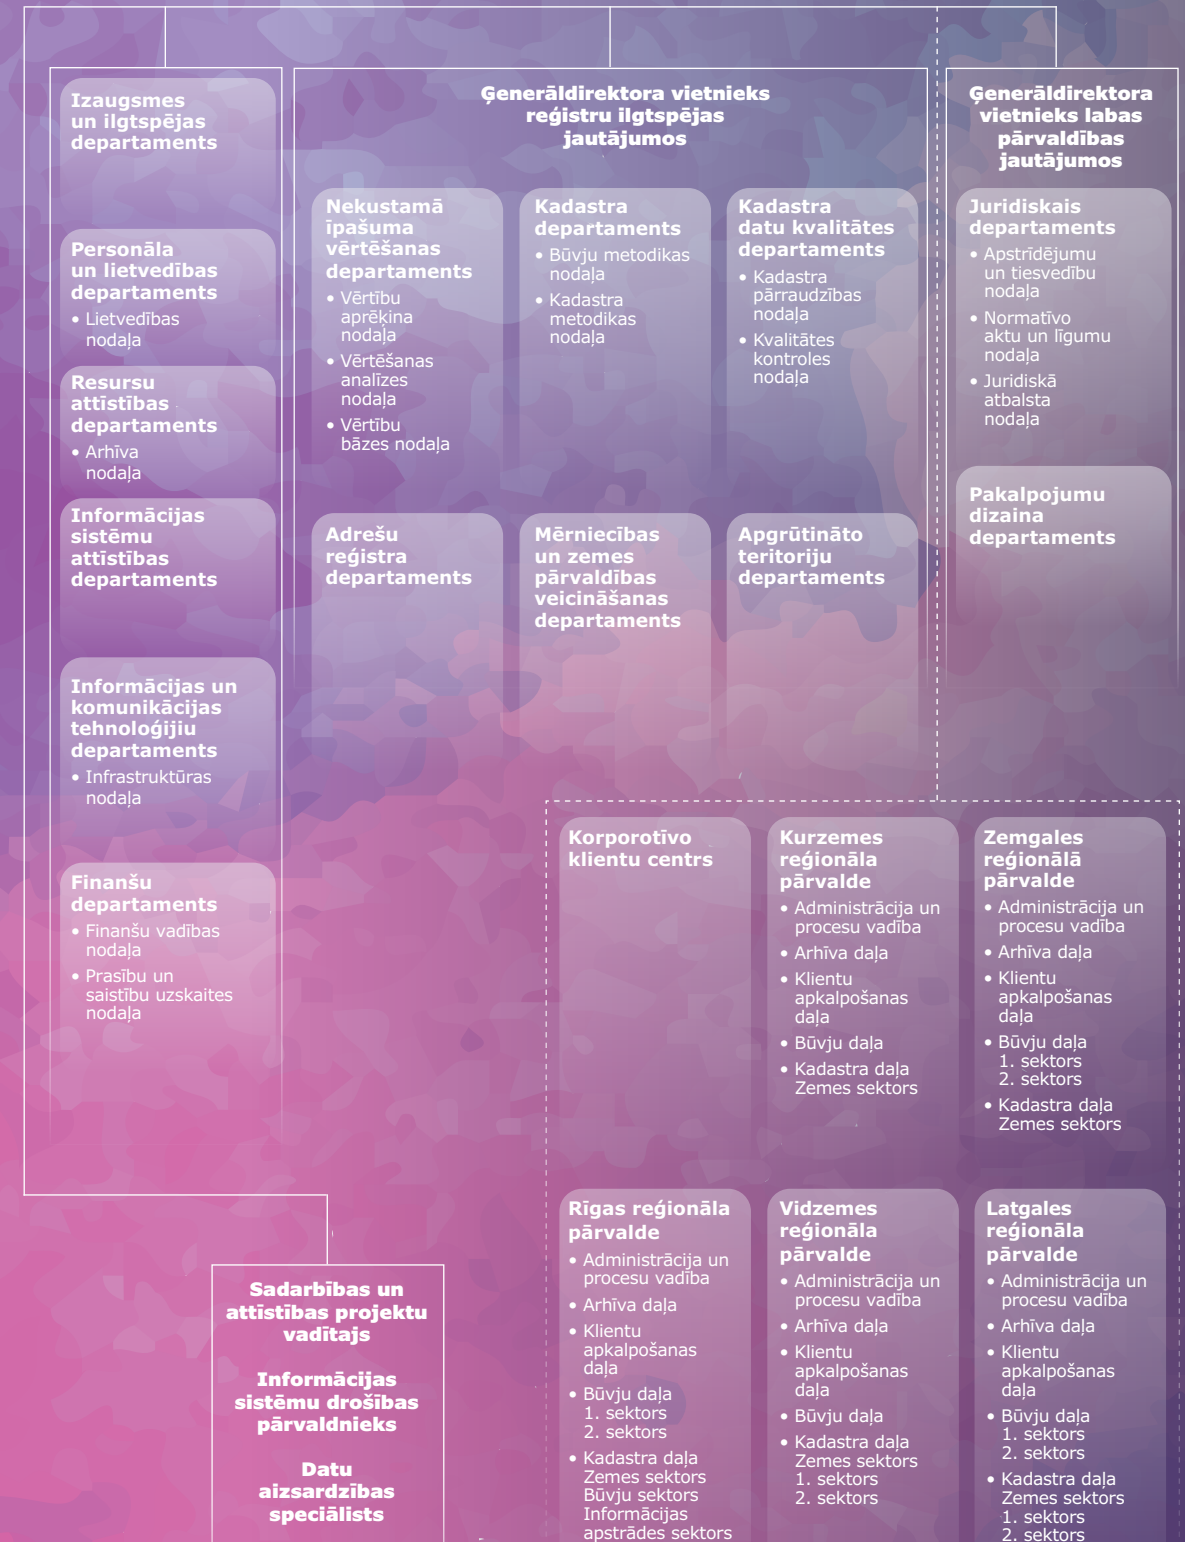 Izaugsmes
un ilgtspējas
departaments
Personāla
un lietvedības
departaments
• Lietvedības
nodaļa
Resursu
attīstības
departaments
• Arhīva
nodaļa
Informācijas
sistēmu
attīstības
departaments
Informācijas un
komunikācijas
tehnoloģijiu
departaments
• Infrastruktūras
nodaļa
Finanšu
departaments
• Finanšu vadības
nodaļa
• Prasību un
saistību uzskaites
nodaļa
Ģenerāldirektora vietnieks
reģistru ilgtspējas
jautājumos
Nekustamā
īpašuma
vērtēšanas
departaments
• Vērtību
aprēķina
nodaļa
• Vērtēšanas
analīzes
nodaļa
• Vērtību
bāzes nodaļa
Kadastra
departaments
• Būvju metodikas
nodaļa
• Kadastra
metodikas
nodaļa
Kadastra
datu kvalitātes
departaments
• Kadastra
pārraudzības
nodaļa
• Kvalitātes
kontroles
nodaļa
Adrešu
reģistra
departaments
Mērniecības
un zemes
pārvaldības
veicināšanas
departaments
Apgrūtināto
teritoriju
departaments
Ģenerāldirektora
vietnieks labas
pārvaldības
jautājumos
Juridiskais
departaments
• Apstrīdējumu
un tiesvedību
nodaļa
• Normatīvo
aktu un līgumu
nodaļa
• Juridiskā
atbalsta
nodaļa
Pakalpojumu
dizaina
departaments
Korporotīvo
klientu centrs
Kurzemes
reģionāla
pārvalde
• Administrācija un
procesu vadība
• Arhīva daļa
• Klientu
apkalpošanas
daļa
• Būvju daļa
• Kadastra daļa
Zemes sektors
Zemgales
reģionālā
pārvalde
• Administrācija un
procesu vadība
• Arhīva daļa
• Klientu
apkalpošanas
daļa
• Būvju daļa
1. sektors
2. sektors
• Kadastra daļa
Zemes sektors
Rīgas reģionāla
pārvalde
• Administrācija un
procesu vadība
• Arhīva daļa
• Klientu
apkalpošanas
daļa
• Būvju daļa
1. sektors
2. sektors
• Kadastra daļa
Zemes sektors
Būvju sektors
Informācijas
apstrādes sektors
Vidzemes
reģionāla
pārvalde
• Administrācija un
procesu vadība
• Arhīva daļa
• Klientu
apkalpošanas
daļa
• Būvju daļa
• Kadastra daļa
Zemes sektors
1. sektors
2. sektors
Latgales
reģionāla
pārvalde
• Administrācija un
procesu vadība
• Arhīva daļa
• Klientu
apkalpošanas
daļa
• Būvju daļa
1. sektors
2. sektors
• Kadastra daļa
Zemes sektors
1. sektors
2. sektors
Sadarbības un
attīstības projektu
vadītajs
Informācijas
sistēmu drošības
pārvaldnieks
Datu
aizsardzības
speciālists